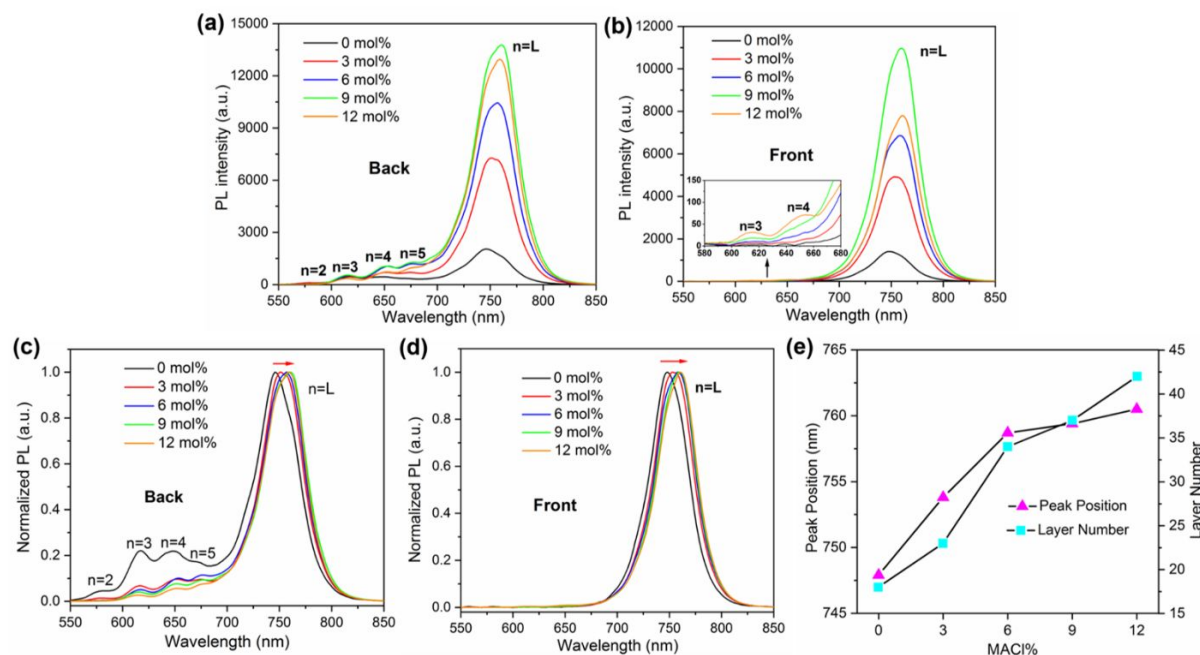 (a)
15000
12000
9000
6000
3000
0
PL intensity (a.u.)
0 mol%
3 mol%
6 mol%
9 mol%
12 mol%
n=L
Back
n=2
n=3
n=4
n=5
550 600 650 700 750 800 850
Wavelength (nm)
(b)
12000
10000
8000
6000
4000
2000
0
PL intensity (a.u.)
0 mol%
3 mol%
6 mol%
9 mol%
12 mol%
n=L
Front
150
100
50
0
n=3
n=4
580 600 620 640 660 680
550 600 650 700 750 800 850
Wavelength (nm)
(c)
1.0
0.8
0.6
0.4
0.2
0.0
Normalized PL (a.u.)
0 mol%
3 mol%
6 mol%
9 mol%
12 mol%
n=L
Back
n=2
n=3
n=4
n=5
550 600 650 700 750 800 850
Wavelength (nm)
(d)
1.0
0.8
0.6
0.4
0.2
0.0
Normalized PL (a.u.)
0 mol%
3 mol%
6 mol%
9 mol%
12 mol%
n=L
Front
550 600 650 700 750 800 850
Wavelength (nm)
(e)
765
760
755
750
745
Peak Position (nm)
Peak Position
Layer Number
45
40
35
30
25
20
15
Layer Number
0 3 6 9 12
MACl%